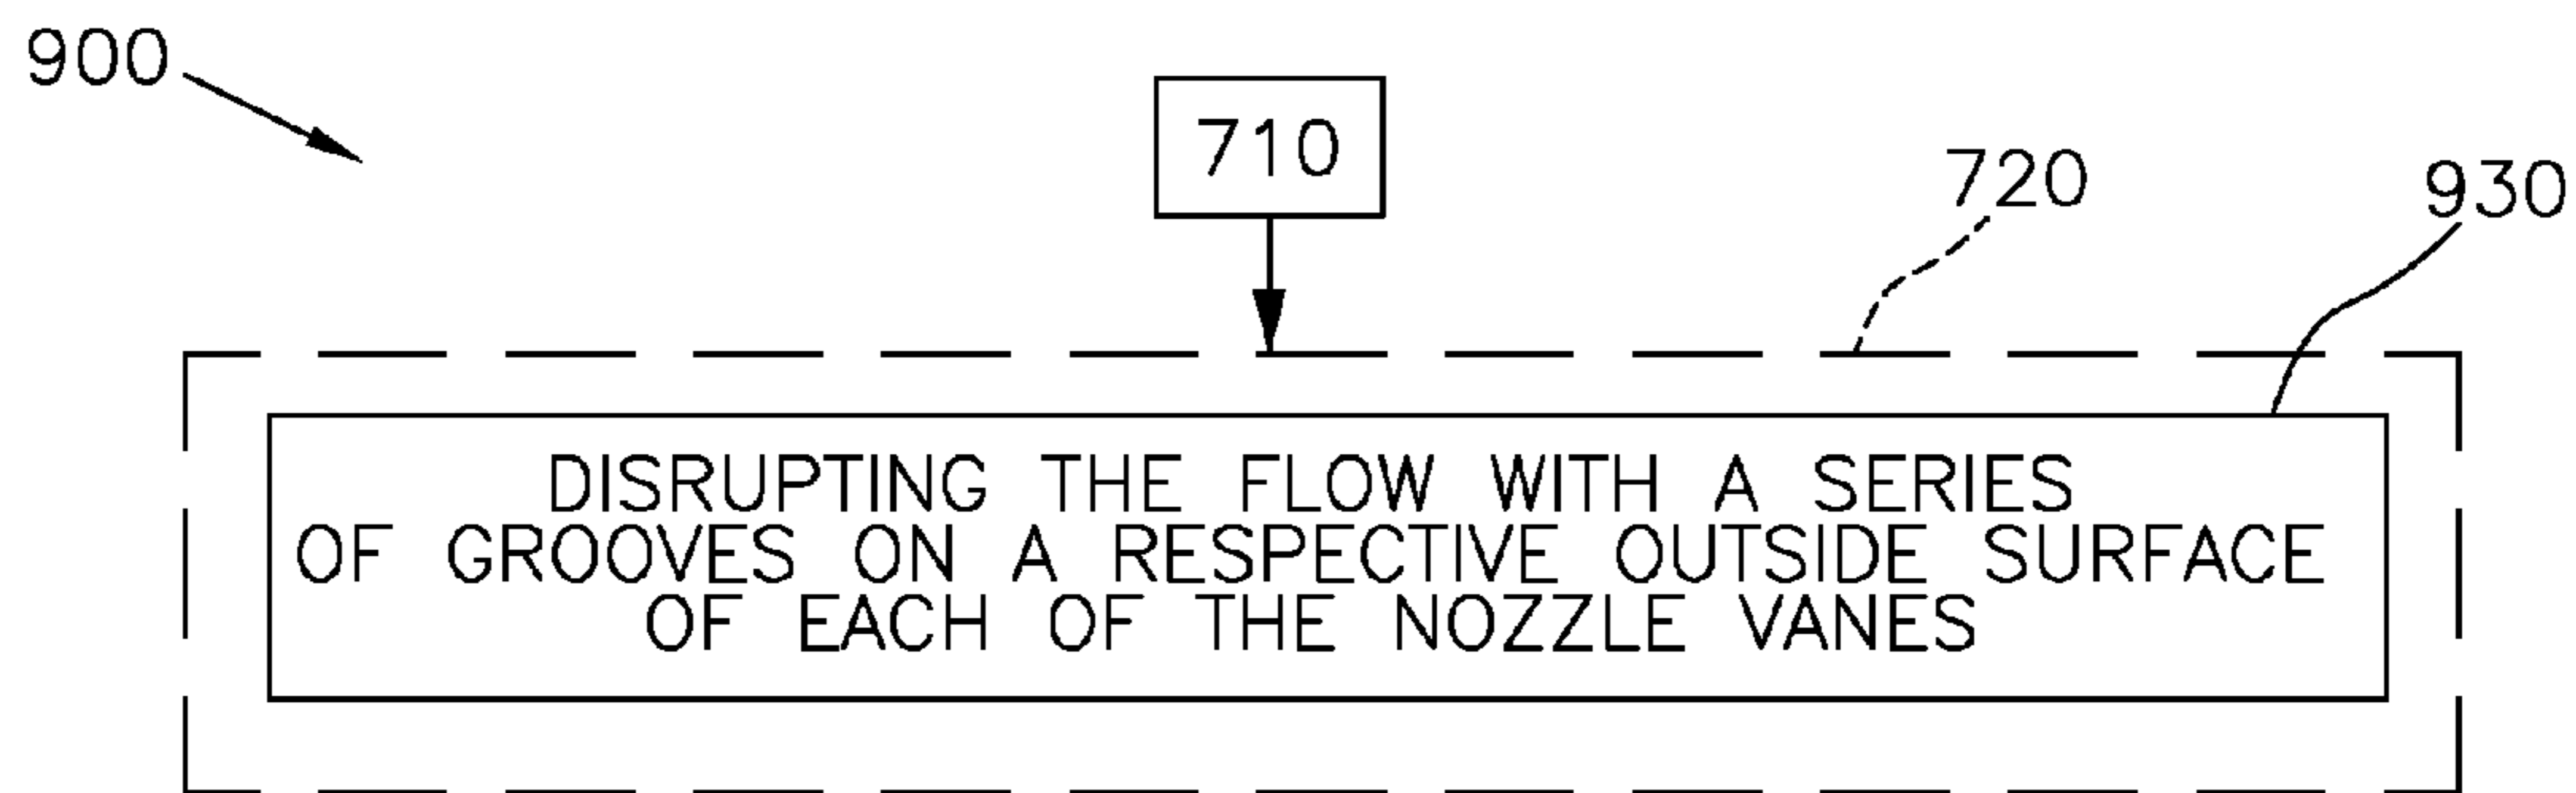 900
710
720
930
DISRUPTING THE FLOW WITH A SERIES
OF GROOVES ON A RESPECTIVE OUTSIDE SURFACE
OF EACH OF THE NOZZLE VANES